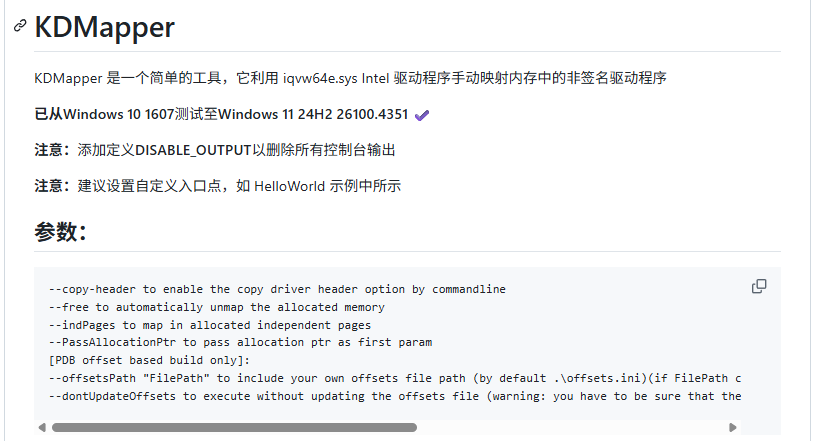 KDMapper
KDMapper 是一个简单的工具，它利用 iqvw64e.sys Intel 驱动程序手动映射内存中的非签名驱动程序
已从Windows 10 1607测试至Windows 11 24H2 26100.4351 ✔
注意：添加定义DISABLE_OUTPUT以删除所有控制台输出
注意：建议设置自定义入口点，如 HelloWorld 示例中所示
参数：
--copy-header to enable the copy driver header option by commandline
--free to automatically unmap the allocated memory
--indPages to map in allocated independent pages
--PassAllocationPtr to pass allocation ptr as first param
[PDB offset based build only]:
--offsetsPath "FilePath" to include your own offsets file path (by default .\offsets.ini)(if FilePath c
--dontUpdateOffsets to execute without updating the offsets file (warning: you have to be sure that the